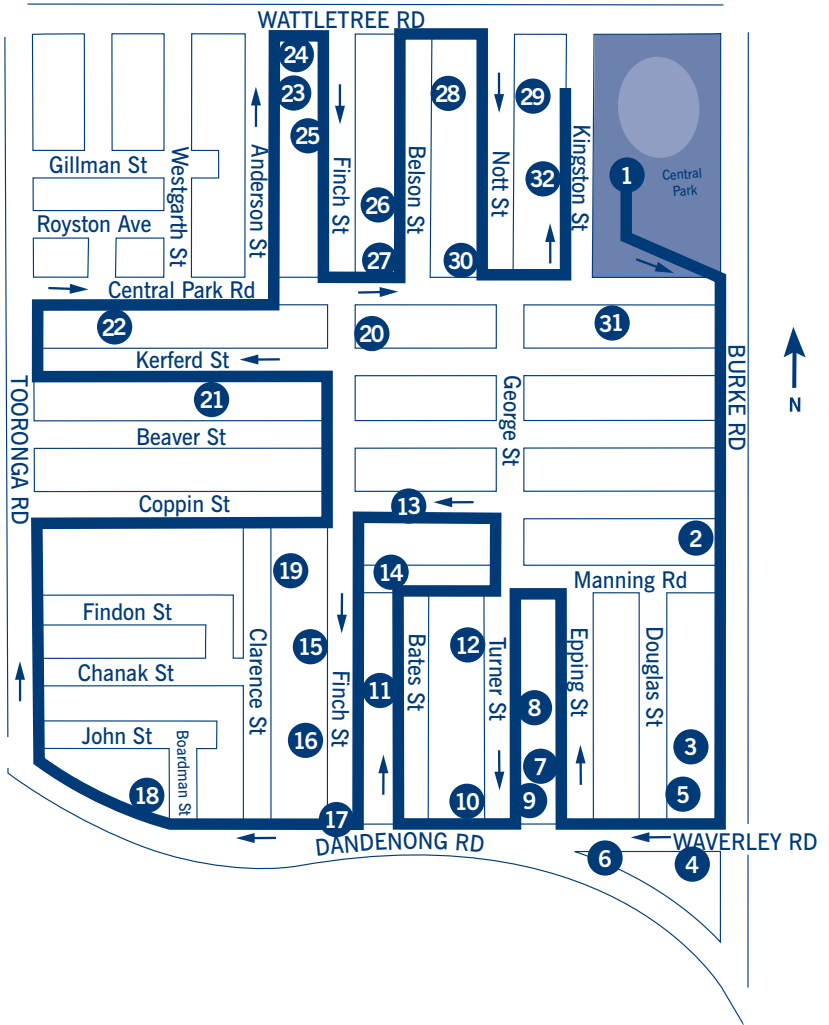 WATTLETREE RD
24
23
28
29
25
Gillman St
Westgarth St
Anderson St
Finch St
Belson St
Nott St
32
Kingston St
1
Central
Park
26
Royston Ave
27
30
Central Park Rd
22
20
31
Kerferd St
N
TOORONGA RD
21
George St
BURKE RD
Beaver St
Coppin St
13
2
19
14
Manning Rd
Findon St
Clarence St
15
Finch St
11
Bates St
12
Turner St
Epping St
Douglas St
Chanak St
8
John St
Boardman St
16
7
3
18
17
10
9
5
DANDENONG RD
WAVERLEY RD
6
4